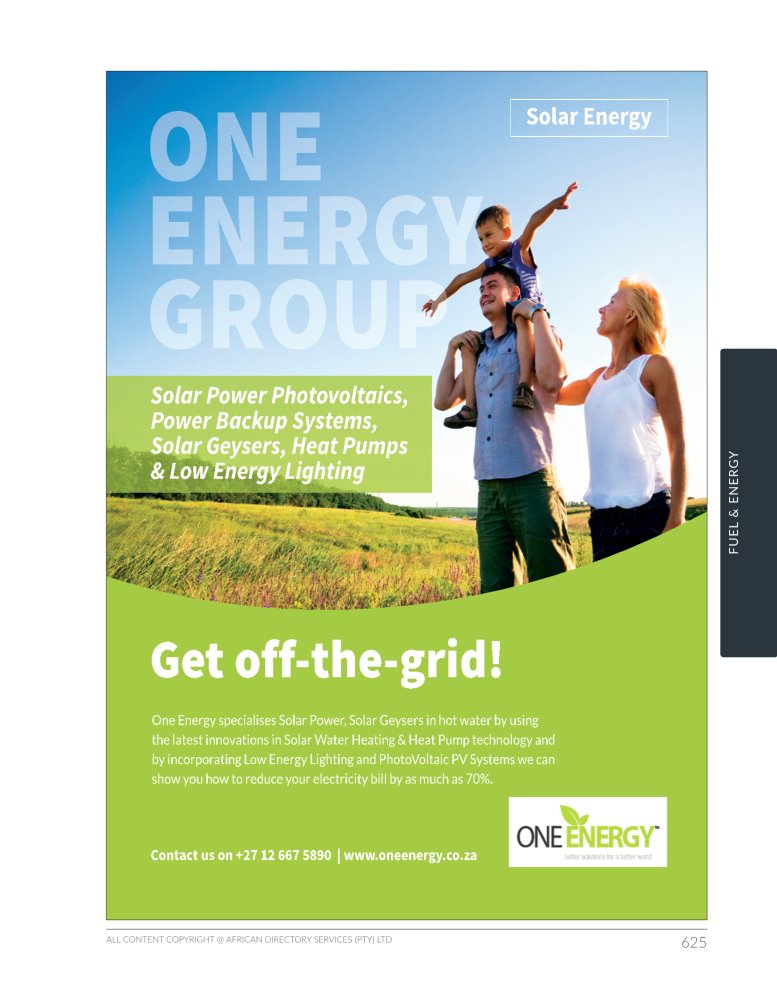 Solar Energy
ONE
ENERGY
GROUP
Solar Power Photovoltaics,
Power Backup Systems,
Solar Geysers, Heat Pumps
& Low Energy Lighting
FUEL & ENERGY
Get off-the-grid!
One Energy specialises Solar Power, Solar Geysers in hot water by using
the latest innovations in Solar Water Heating & Heat Pump technology and
by incorporating Low Energy Lighting and PhotoVoltaic PV Systems we can
show you how to reduce your electricity bill by as much as 70%.
ONE ENERGY™
better solutions for a better world
Contact us on +27 12 667 5890 | www.oneenergy.co.za
ALL CONTENT COPYRIGHT @ AFRICAN DIRECTORY SERVICES (PTY) LTD
625